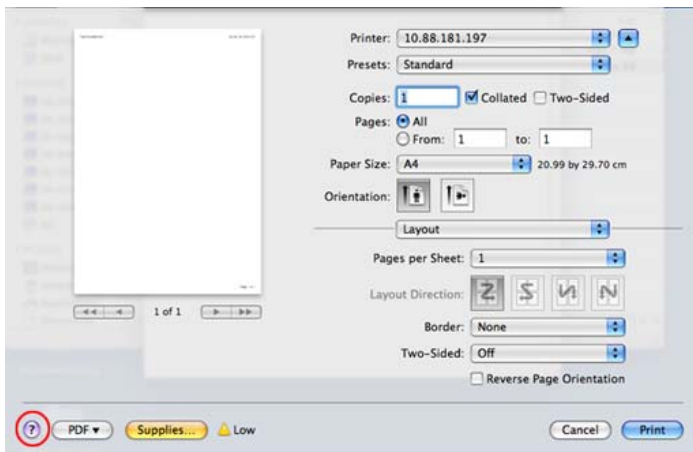 Printer: 10.88.181.197
Presets: Standard
Copies: 1 Collated Two-Sided
Pages: All
From: 1 to: 1
Paper Size: A4 20.99 by 29.70 cm
Orientation:
Layout
Pages per Sheet: 1
Layout Direction:
Border: None
Two-Sided: Off
Reverse Page Orientation
1 of 1
? PDF Supplies... Low Cancel Print